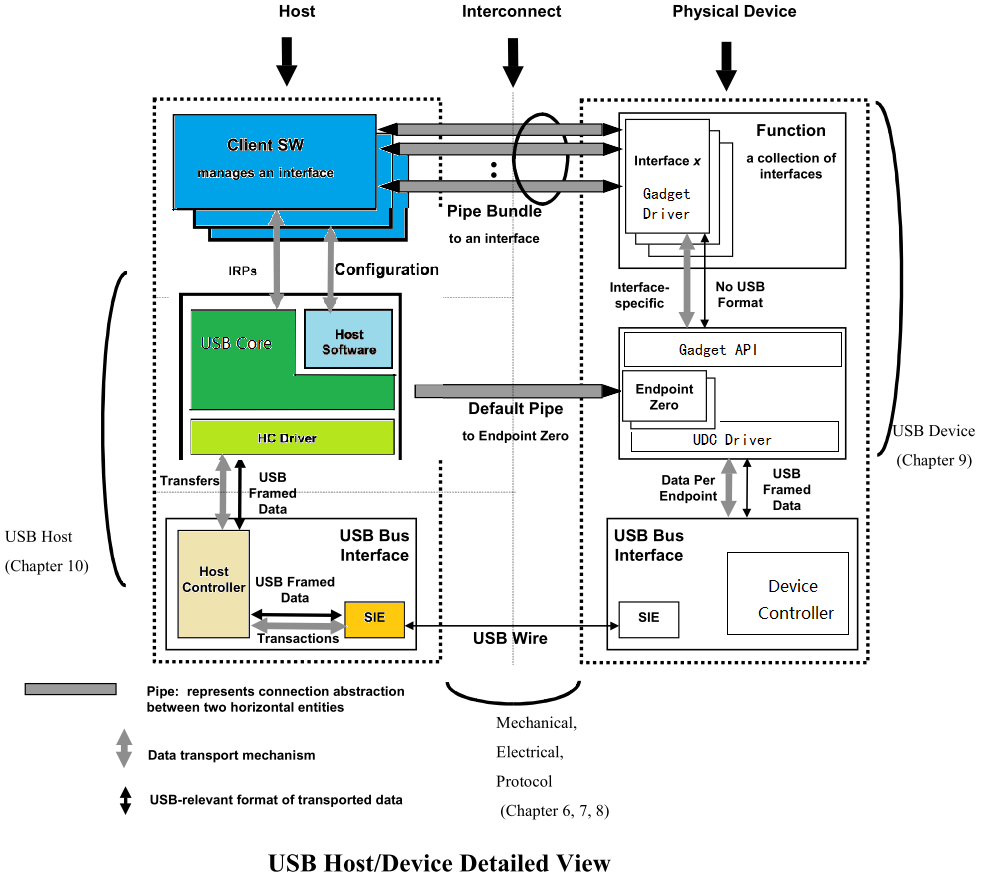 Host
Interconnect
Physical Device
Client SW
manages an interface
Pipe Bundle
to an interface
Function
a collection of
interfaces
Interface x
Gadget
Driver
IRPs
Configuration
Interface-
specific
No USB
Format
USB Core
Host
Software
HC Driver
Default Pipe
to Endpoint Zero
Gadget API
Endpoint
Zero
UDC Driver
USB Device
(Chapter 9)
Transfers
USB
Framed
Data
Data Per
Endpoint
USB
Framed
Data
USB Host
(Chapter 10)
USB Bus
Interface
Host
Controller
USB Framed
Data
Transactions
SIE
USB Wire
USB Bus
Interface
SIE
Device
Controller
Pipe: represents connection abstraction
between two horizontal entities
Data transport mechanism
USB-relevant format of transported data
Mechanical,
Electrical,
Protocol
(Chapter 6, 7, 8)
USB Host/Device Detailed View